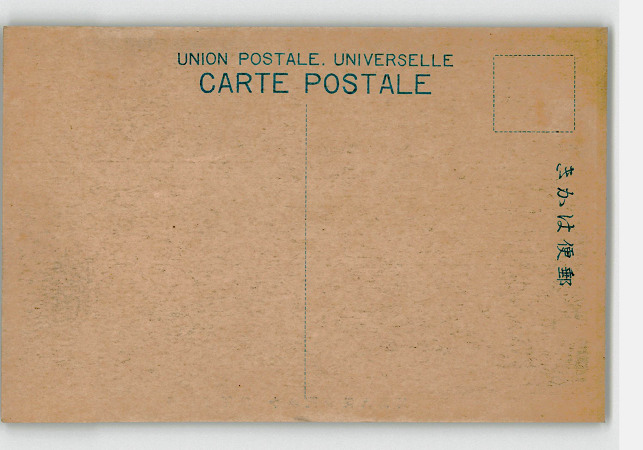 UNION POSTALE. UNIVERSELLE
CARTE POSTALE
きかは便郵